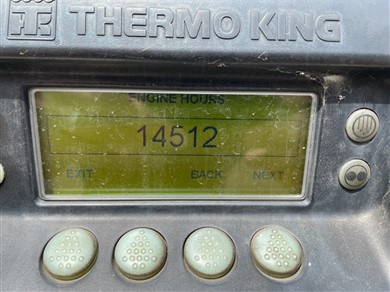 THERMO KING
ENGINE HOURS
14512
EXIT BACK NEXT